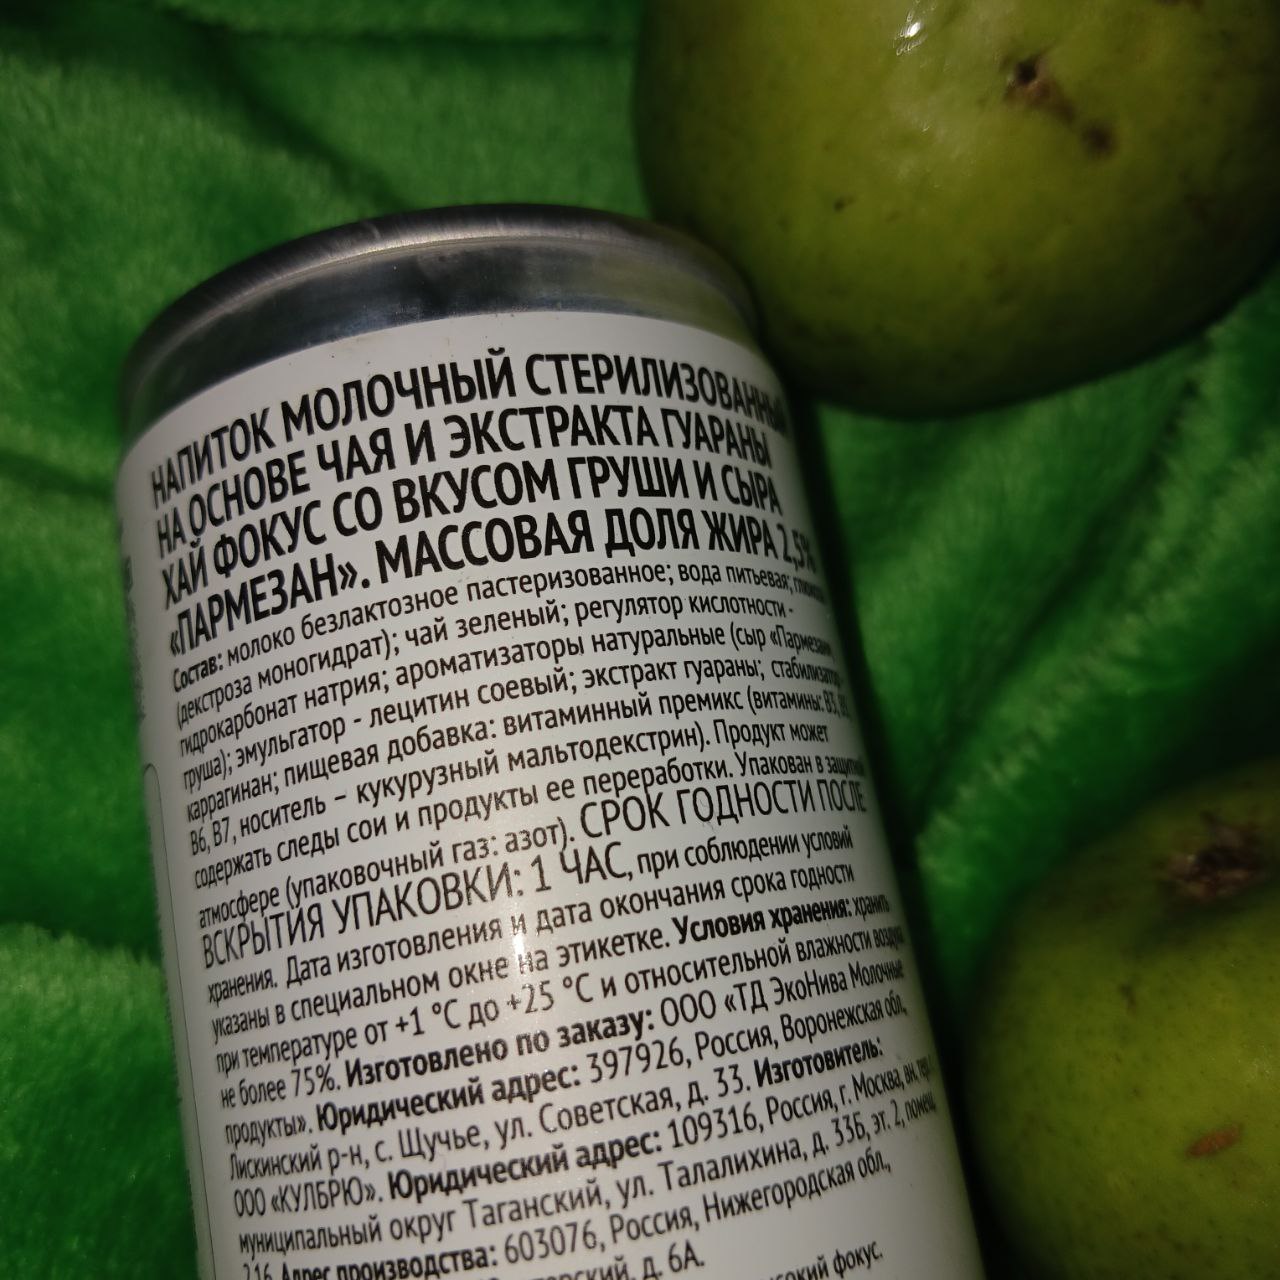 НАПИТОК МОЛОЧНЫЙ СТЕРИЛИЗОВАННЫЙ
НА ОСНОВЕ ЧАЯ И ЭКСТРАКТА ГУАРАНЫ
ХАЙ ФОКУС СО ВКУСОМ ГРУШИ И СЫРА
«ПАРМЕЗАН». МАССОВАЯ ДОЛЯ ЖИРА 2,5%
Состав: молоко безлактозное пастеризованное; вода питьевая; глюкоза
(декстроза моногидрат); чай зеленый; регулятор кислотности -
гидрокарбонат натрия; ароматизаторы натуральные (сыр «Пармезан»,
груша); эмульгатор - лецитин соевый; экстракт гуараны; стабилизатор -
каррагинан; пищевая добавка: витаминный премикс (витамины: B3,
B6, B7, носитель – кукурузный мальтодекстрин). Продукт может
содержать следы сои и продукты ее переработки. Упакован в защитной
атмосфере (упаковочный газ: азот). СРОК ГОДНОСТИ ПОСЛЕ
ВСКРЫТИЯ УПАКОВКИ: 1 ЧАС, при соблюдении условий
хранения. Дата изготовления и дата окончания срока годности
указаны в специальном окне на этикетке. Условия хранения: хранить
при температуре от +1 °С до +25 °С и относительной влажности воздуха
не более 75%. Изготовлено по заказу: ООО «ТД ЭкоНива Молочные
продукты». Юридический адрес: 397926, Россия, Воронежская обл.,
Лискинский р-н, с. Щучье, ул. Советская, д. 33. Изготовитель:
ООО «КУЛБРЮ». Юридический адрес: 109316, Россия, г. Москва, вн. тер. г.
муниципальный округ Таганский, ул. Талалихина, д. 33Б, эт. 2, помещ.
216 Адрес производства: 603076, Россия, Нижегородская обл.,
д. 6А.
фокус.